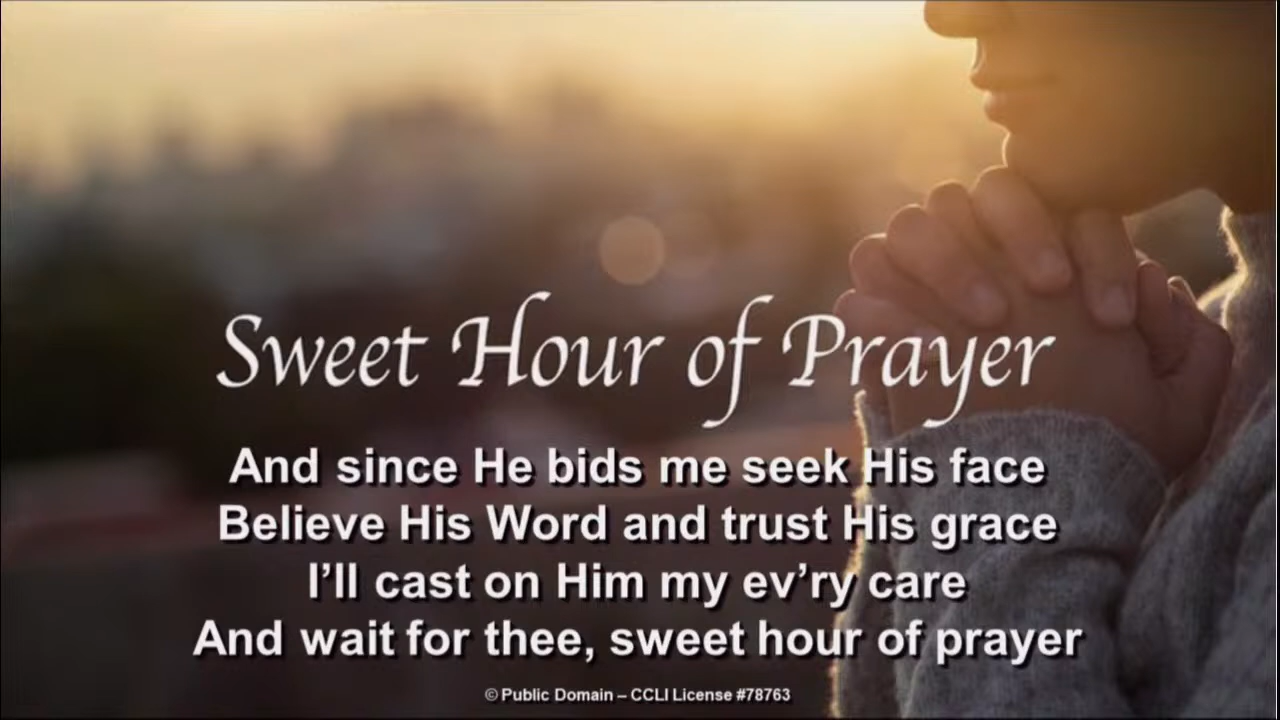 Sweet Hour of Prayer
And since He bids me seek His face
Believe His Word and trust His grace
I’ll cast on Him my ev’ry care
And wait for thee, sweet hour of prayer
© Public Domain – CCLI License #78763